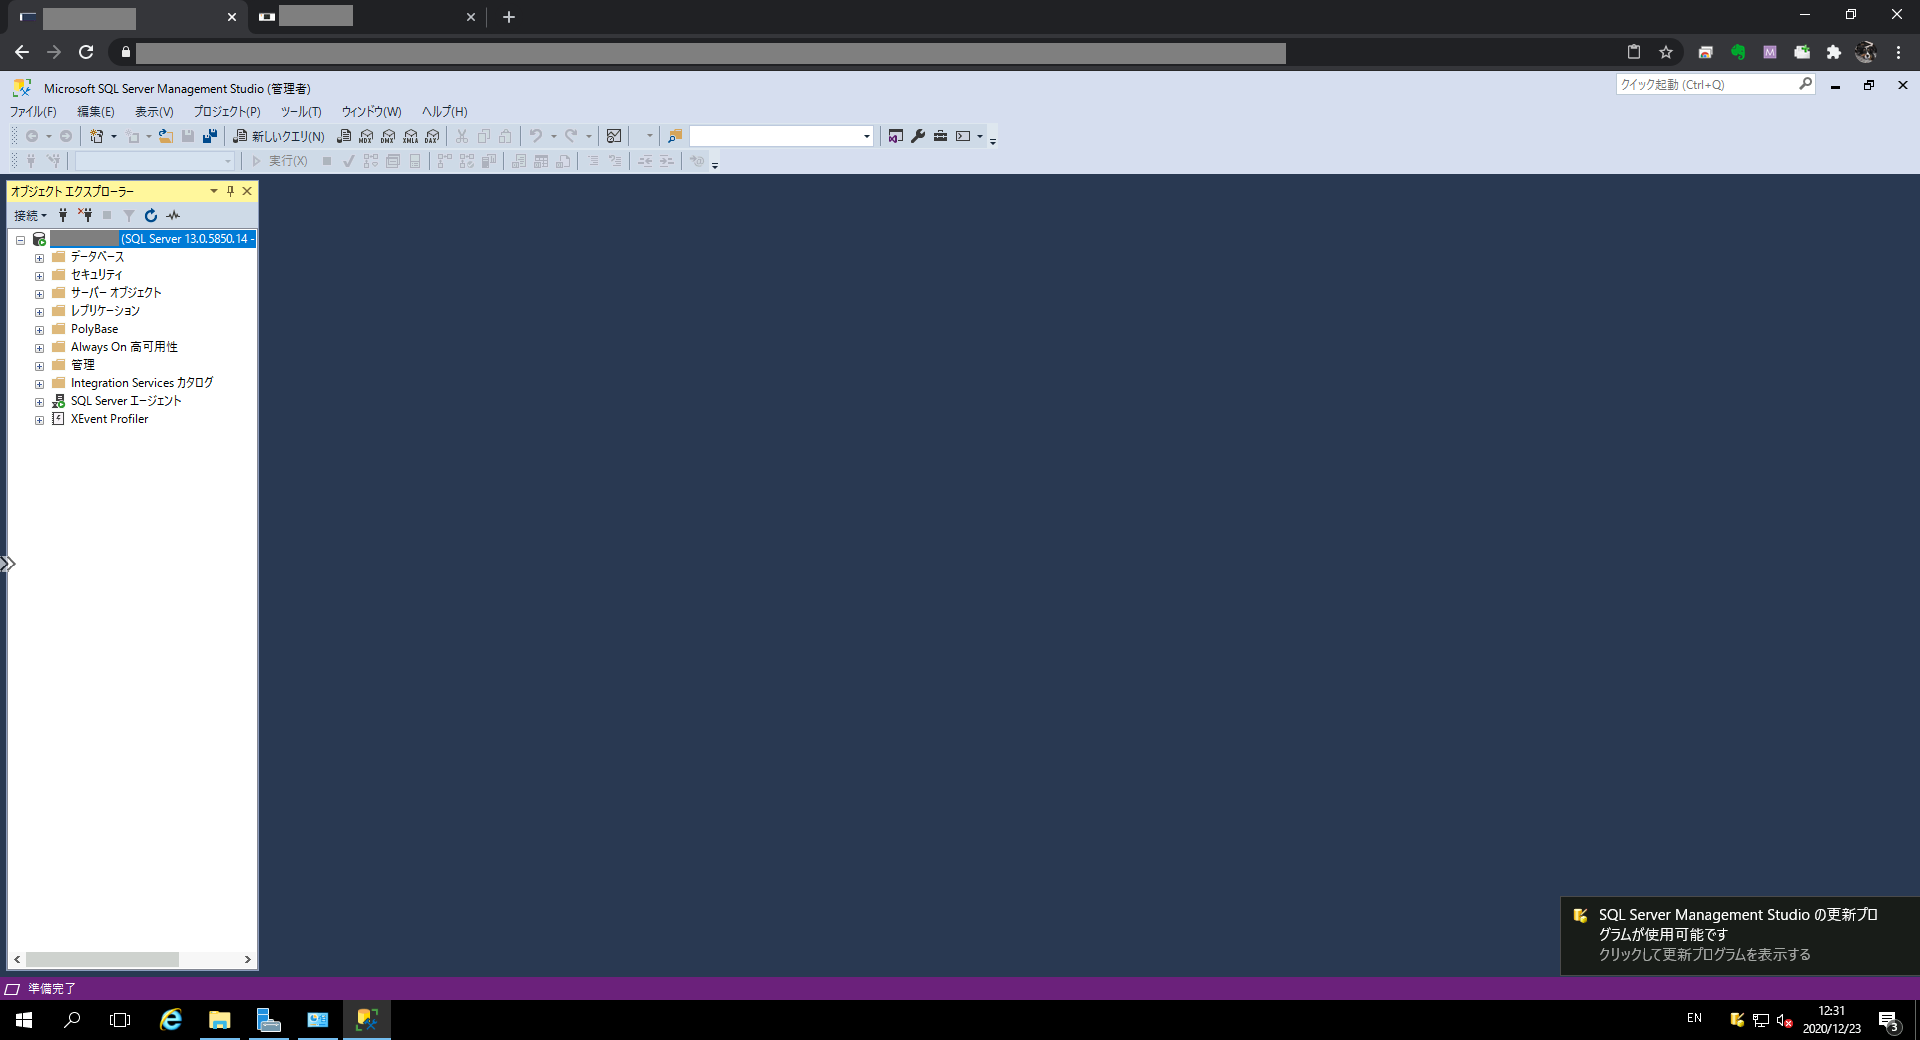 Microsoft SQL Server Management Studio (管理者)
クイック起動 (Ctrl+Q)
ファイル(F) 編集(E) 表示(V) プロジェクト(P) ツール(T) ウィンドウ(W) ヘルプ(H)
新しいクエリ(N) MDX DMX XMLA DAX
実行(X)
オブジェクト エクスプローラー
接続
(SQL Server 13.0.5850.14 -
データベース
セキュリティ
サーバー オブジェクト
レプリケーション
PolyBase
Always On 高可用性
管理
Integration Services カタログ
SQL Server エージェント
XEvent Profiler
SQL Server Management Studio の更新プロ
グラムが使用可能です
クリックして更新プログラムを表示する
準備完了
EN
12:31
2020/12/23
3